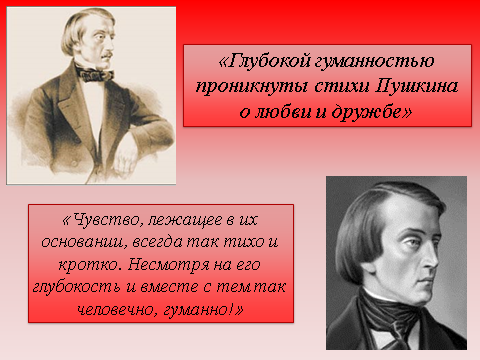 «Глубокой гуманностью
проникнуты стихи Пушкина
о любви и дружбе»
«Чувство, лежащее в их
основании, всегда так тихо и
кротко. Несмотря на его
глубокость и вместе с тем так
человечно, гуманно!»